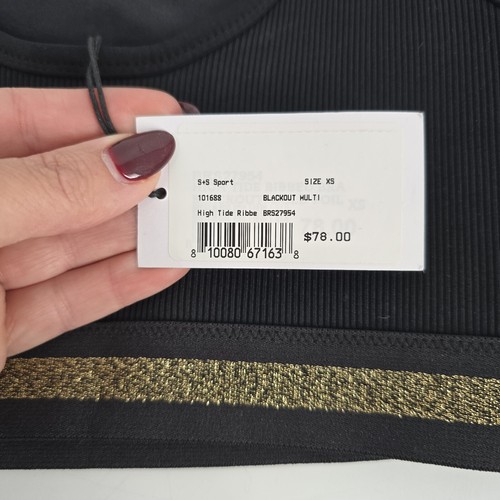 S+S Sport SIZE XS
101688 BLACKOUT MULTI
High Tide Ribbe BRS27954
$78.00
8 10080 67163 8